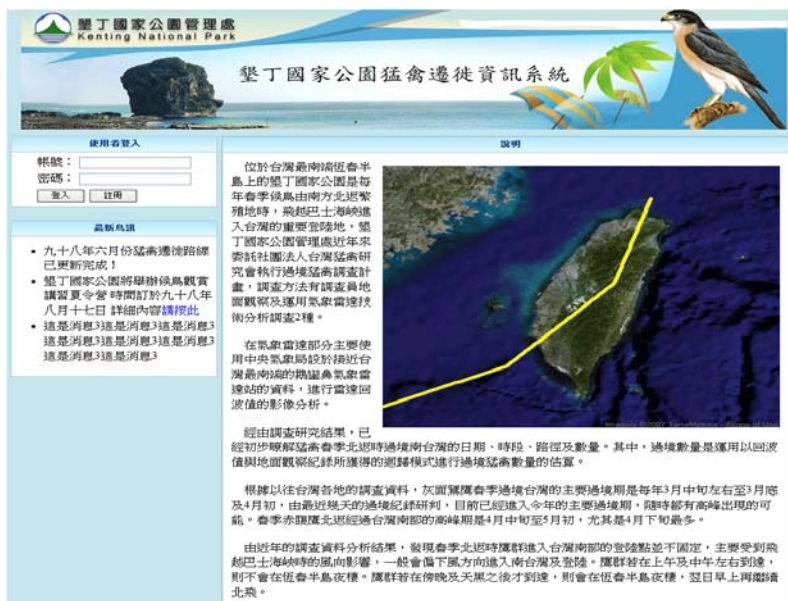 墾丁國家公園管理處
Kenting National Park
墾丁國家公園猛禽遷徙資訊系統
使用者登入
帳號：
密碼：
登入 註冊
最新鳥訊
九十八年六月份猛禽遷徙路線
已更新完成！
墾丁國家公園將舉辦候鳥觀賞
講習夏令營 時間訂於九十八年
八月十七日 詳細內容請按此
這是消息3這是消息3這是消息3
這是消息3這是消息3這是消息3
這是消息3這是消息3
說明
位於台灣最南端恆春半
島上的墾丁國家公園是每
年春季候鳥由南方北返繁
殖地時，飛越巴士海峽進
入台灣的重要登陸地，墾
丁國家公園管理處近年來
委託社團法人台灣猛禽研
究會執行過境猛禽調查計
畫，調查方法有調查員地
面觀察及運用氣象雷達技
術分析調查2種。
在氣象雷達部分主要使
用中央氣象局設於接近台
灣最南端的鵝鑾鼻氣象雷
達站的資料，進行雷達回
波值的影像分析。
經由調查研究結果，已
經初步瞭解猛禽春季北返時過境南台灣的日期、時段、路徑及數量。其中，過境數量是運用以回波
值與地面觀察紀錄所獲得的迴歸模式進行過境猛禽數量的估算。
根據以往台灣各地的調查資料，灰面鵟鷹春季過境台灣的主要過境期是每年3月中旬左右至3月底
及4月初，由最近幾天的過境紀錄研判，目前已經進入今年的主要過境期，隨時都有高峰出現的可
能。春季赤腹鷹北返經過台灣南部的高峰期是4月中旬至5月初，尤其是4月下旬最多。
由近年的調查資料分析結果，發現春季北返時鷹群進入台灣南部的登陸點並不固定，主要受到飛
越巴士海峽時的風向影響，一般會偏下風方向進入南台灣及登陸。鷹群若在上午及中午左右到達，
則不會在恆春半島夜棲。鷹群若在傍晚及天黑之後才到達，則會在恆春半島夜棲，翌日早上再繼續
北飛。